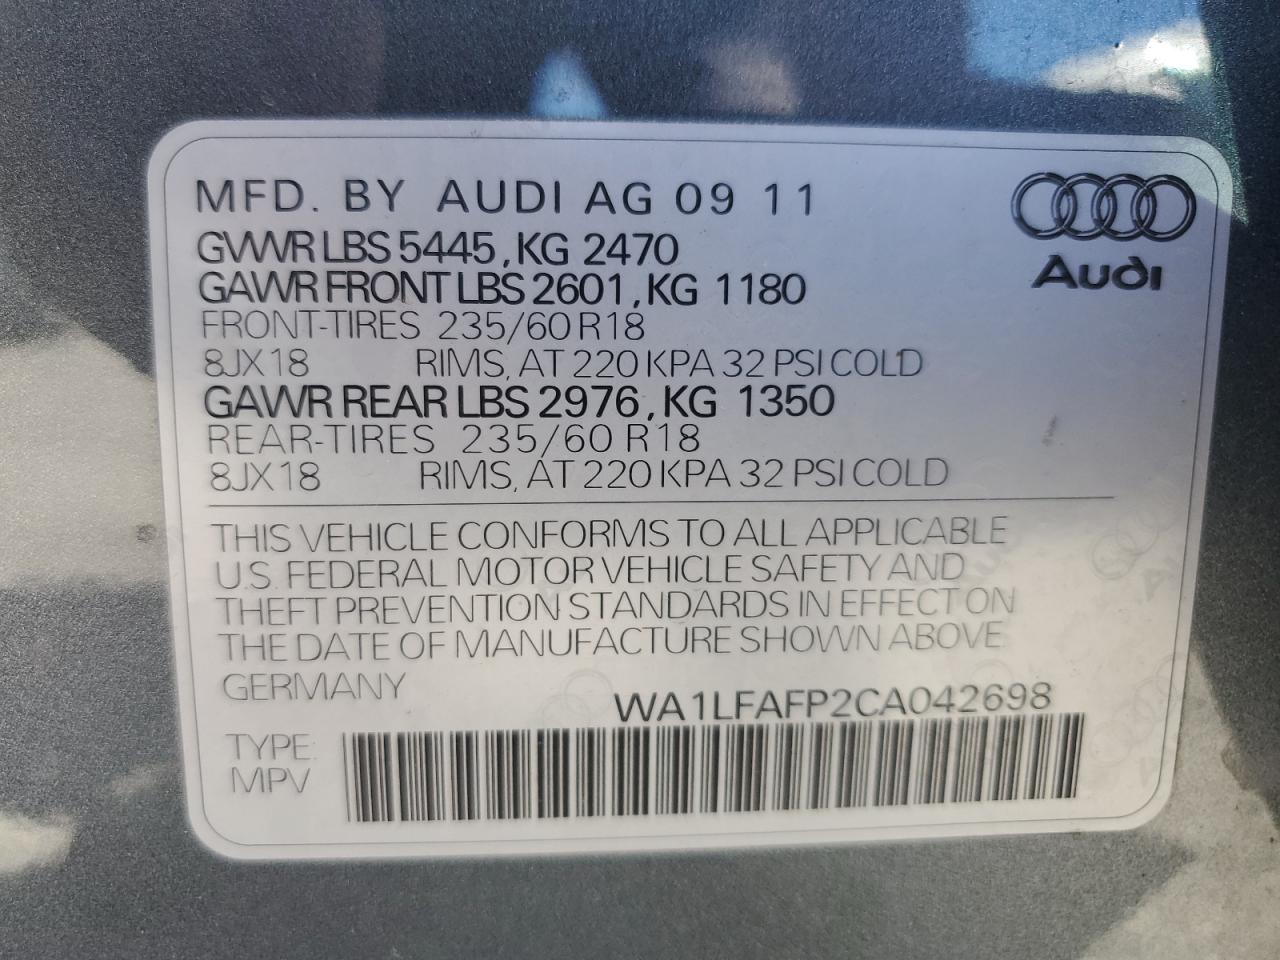 MFD. BY AUDI AG 09 11
Audi
GVWR LBS 5445, KG 2470
GAWR FRONT LBS 2601, KG 1180
FRONT-TIRES 235/60 R18
8JX18 RIMS, AT 220 KPA 32 PSI COLD
GAWR REAR LBS 2976, KG 1350
REAR-TIRES 235/60 R18
8JX18 RIMS, AT 220 KPA 32 PSI COLD
THIS VEHICLE CONFORMS TO ALL APPLICABLE
U.S. FEDERAL MOTOR VEHICLE SAFETY AND
THEFT PREVENTION STANDARDS IN EFFECT ON
THE DATE OF MANUFACTURE SHOWN ABOVE.
GERMANY
WA1LFAFP2CA042698
TYPE:
MPV